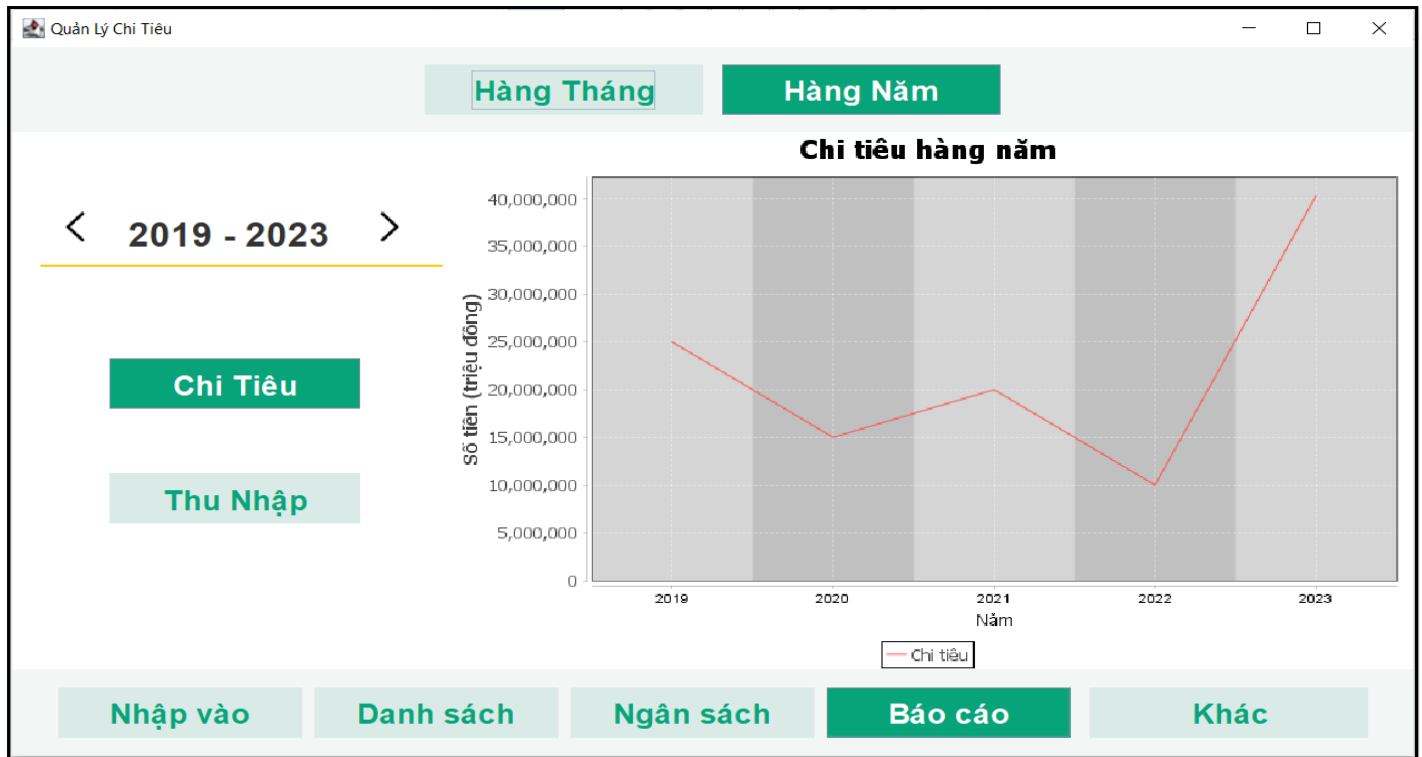 Quản Lý Chi Tiêu
Hàng Tháng
Hàng Năm
Chi tiêu hàng năm
2019 - 2023
Chi Tiêu
Thu Nhập
Số tiền (triệu đồng)
40,000,000
35,000,000
30,000,000
25,000,000
20,000,000
15,000,000
10,000,000
5,000,000
0
2019 2020 2021 2022 2023
Năm
Chi tiêu
Nhập vào
Danh sách
Ngân sách
Báo cáo
Khác